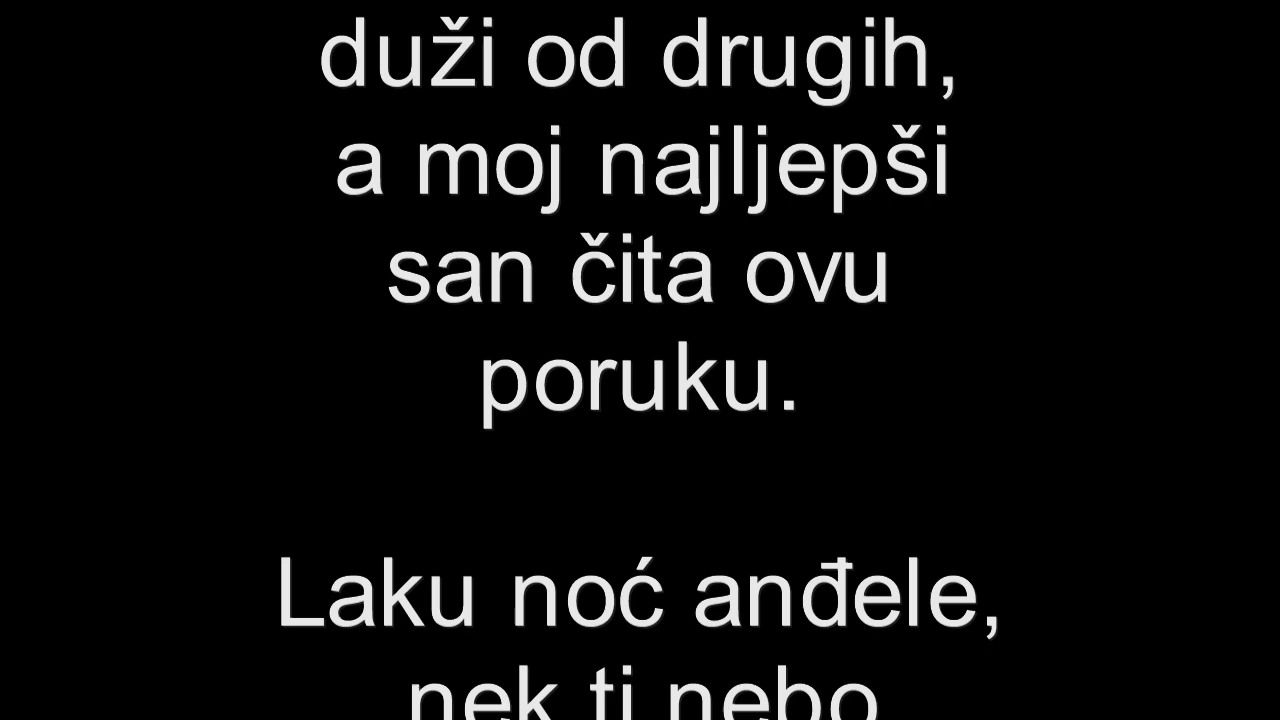 duži od drugih,
a moj najljepši
san čita ovu
poruku.
Laku noć anđele,
nek ti nebo